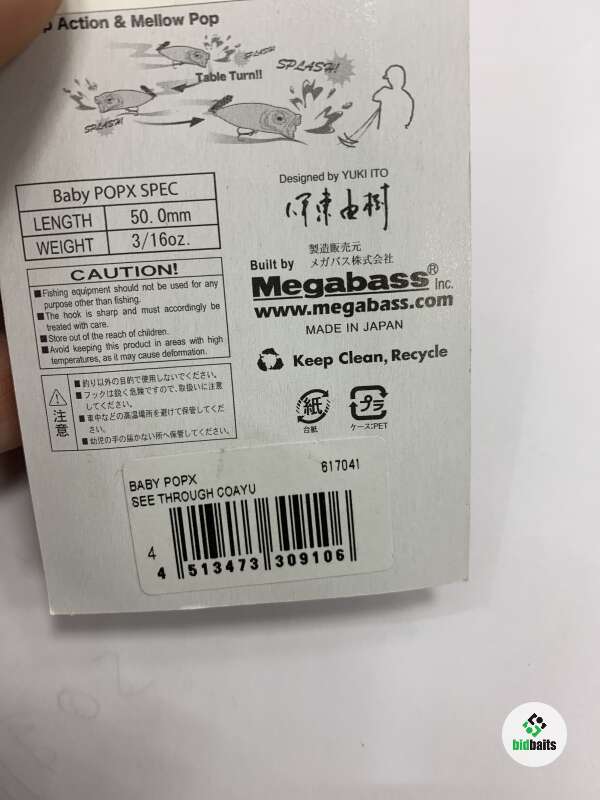 Action & Mellow Pop
SPLASH!
SPLASH!
Table Turn!!
SPLASH!
Baby POPX SPEC
LENGTH 50.0mm
WEIGHT 3/16oz.
CAUTION!
■Fishing equipment should not be used for any
purpose other than fishing.
■The hook is sharp and must accordingly be
treated with care.
■Store out of the reach of children.
■Avoid keeping this product in areas with high
temperatures, as it may cause deformation.
注意
■釣り以外の目的で使用しないでください。
■フックは鋭く危険ですので、取扱いに注意
してください。
■車中などの高温場所を避けて保管してくだ
さい。
■幼児の手の届かない所へ保管してください。
Designed by YUKI ITO
伊東由樹
製造販売元
Built by メガバス株式会社
Megabass® Inc.
www.megabass.com
MADE IN JAPAN
Keep Clean, Recycle
紙
台紙
プラ
ケース:PET
BABY POPX 617041
SEE THROUGH COAYU
4
4 513473 309106
bidbaits